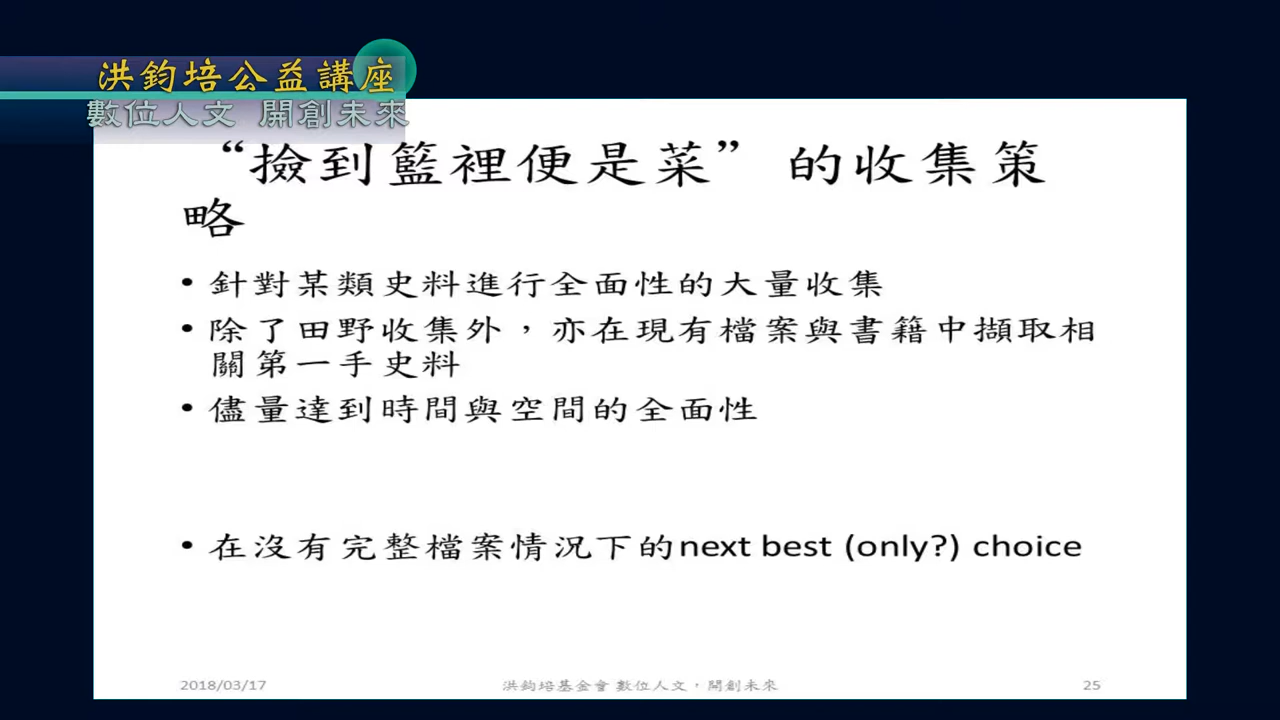 洪鈞培公益講座
數位人文 開創未來
“撿到籃裡便是菜”的收集策
略
• 針對某類史料進行全面性的大量收集
• 除了田野收集外，亦在現有檔案與書籍中擷取相
關第一手史料
• 儘量達到時間與空間的全面性
• 在沒有完整檔案情況下的next best (only?) choice
2018/03/17 洪鈞培基金會 數位人文，開創未來 25